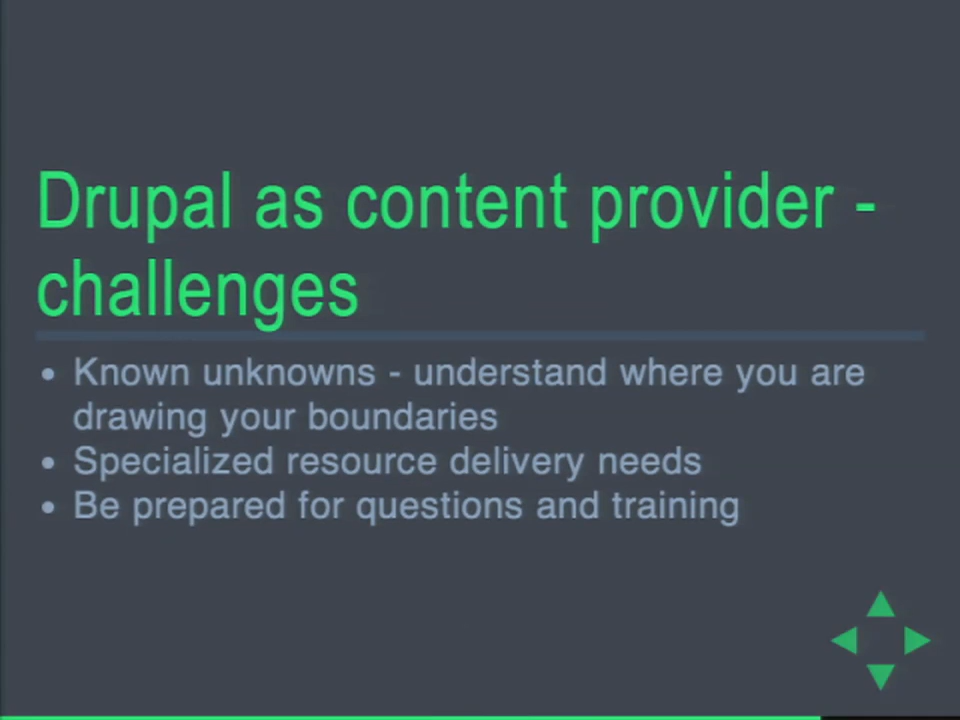 Drupal as content provider -
challenges
• Known unknowns - understand where you are
drawing your boundaries
• Specialized resource delivery needs
• Be prepared for questions and training